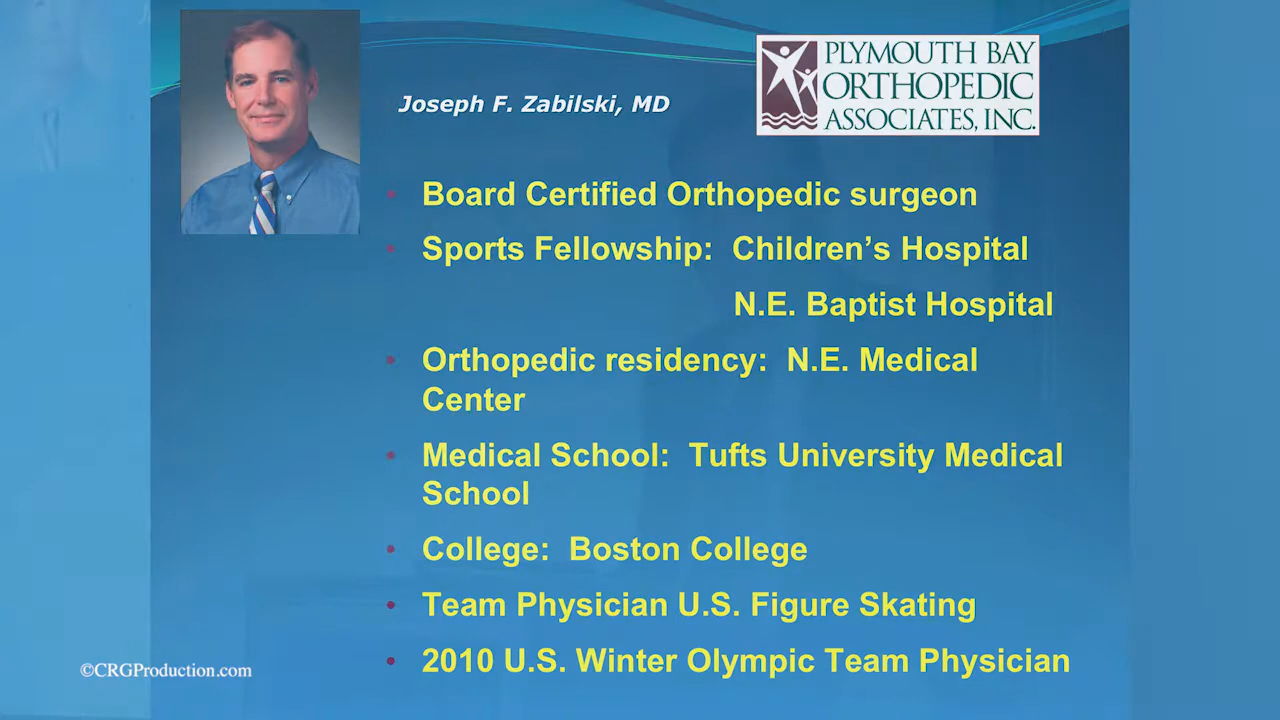 Joseph F. Zabilski, MD
PLYMOUTH BAY
ORTHOPEDIC
ASSOCIATES, INC.
• Board Certified Orthopedic surgeon
• Sports Fellowship: Children’s Hospital
N.E. Baptist Hospital
• Orthopedic residency: N.E. Medical
Center
• Medical School: Tufts University Medical
School
• College: Boston College
• Team Physician U.S. Figure Skating
• 2010 U.S. Winter Olympic Team Physician
©CRGProduction.com